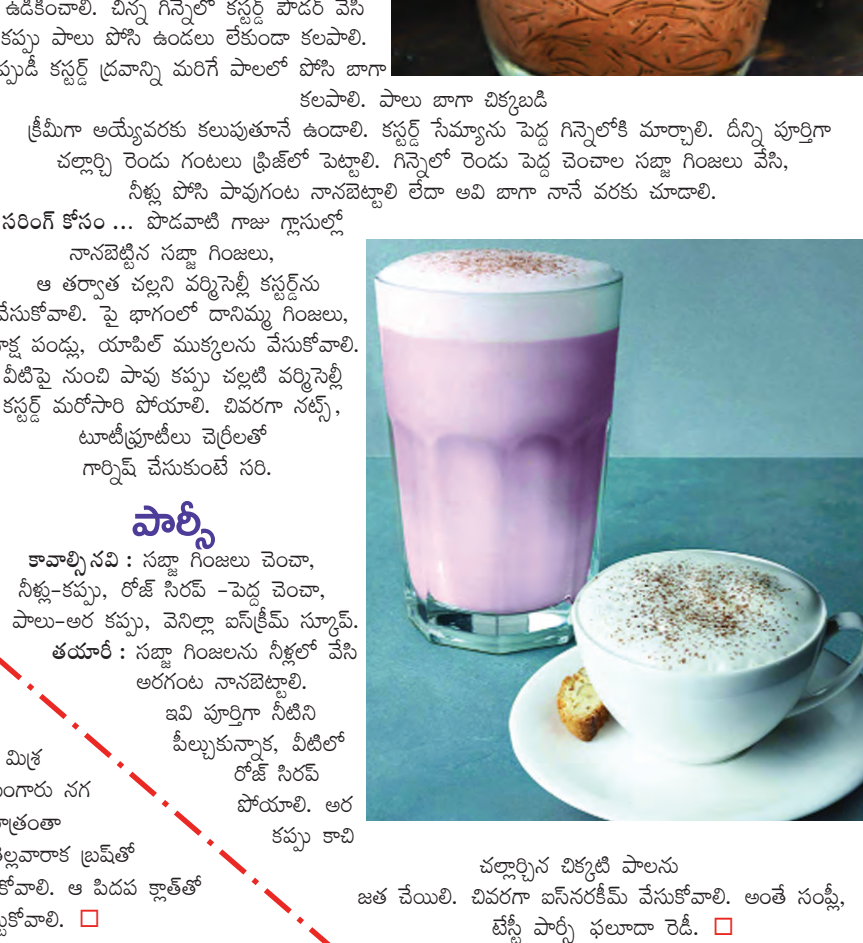 ఉడికించాలి. చిన్న గిన్నెలో కస్టర్డ్ పౌడర్ వేసి
కప్పు పాలు పోసి ఉండలు లేకుండా కలపాలి.
కస్టర్డ్ ద్రవాన్ని మరిగే పాలలో పోసి బాగా
కలపాలి. పాలు బాగా చిక్కబడి
క్రీమీగా అయ్యేవరకు కలుపుతూనే ఉండాలి. కస్టర్డ్ సేమ్యాను పెద్ద గిన్నెలోకి మార్చాలి. దీన్ని పూర్తిగా
చల్లార్చి రెండు గంటలు ఫ్రిజ్‌లో పెట్టాలి. గిన్నెలో రెండు పెద్ద చెంచాల సబ్జా గింజలు వేసి,
నీళ్లు పోసి పావుగంట నానబెట్టాలి లేదా అవి బాగా నానే వరకు చూడాలి.
సరింగ్ కోసం ... పొడవాటి గాజు గ్లాసుల్లో
నానబెట్టిన సబ్జా గింజలు,
ఆ తర్వాత చల్లని వర్మిసెల్లీ కస్టర్డ్‌ను
వేసుకోవాలి. పై భాగంలో దానిమ్మ గింజలు,
పండ్లు, యాపిల్ ముక్కలను వేసుకోవాలి.
వీటిపై నుంచి పావు కప్పు చల్లటి వర్మిసెల్లీ
కస్టర్డ్ మరోసారి పోయాలి. చివరగా నట్స్,
టూటీఫ్రూటీలు చెర్రీలతో
గార్నిష్ చేసుకుంటే సరి.
పార్సీ
కావాల్సినవి : సబ్జా గింజలు చెంచా,
నీళ్లు-కప్పు, రోజ్ సిరప్ -పెద్ద చెంచా,
పాలు-అర కప్పు, వెనిల్లా ఐస్‌క్రీమ్ స్కూప్.
తయారీ : సబ్జా గింజలను నీళ్లలో వేసి
అరగంట నానబెట్టాలి.
ఇవి పూర్తిగా నీటిని
పీల్చుకున్నాక, వీటిలో
రోజ్ సిరప్
పోయాలి. అర
కప్పు కాచి
చల్లార్చిన చిక్కటి పాలను
జత చేయిలి. చివరగా ఐస్‌నరకీమ్ వేసుకోవాలి. అంతే సంప్లీ,
టేస్టీ పార్సీ ఫలూదా రెడీ.
మిశ్ర
నగ
బ్రష్‌తో
ఆ పిదప క్లాత్‌తో